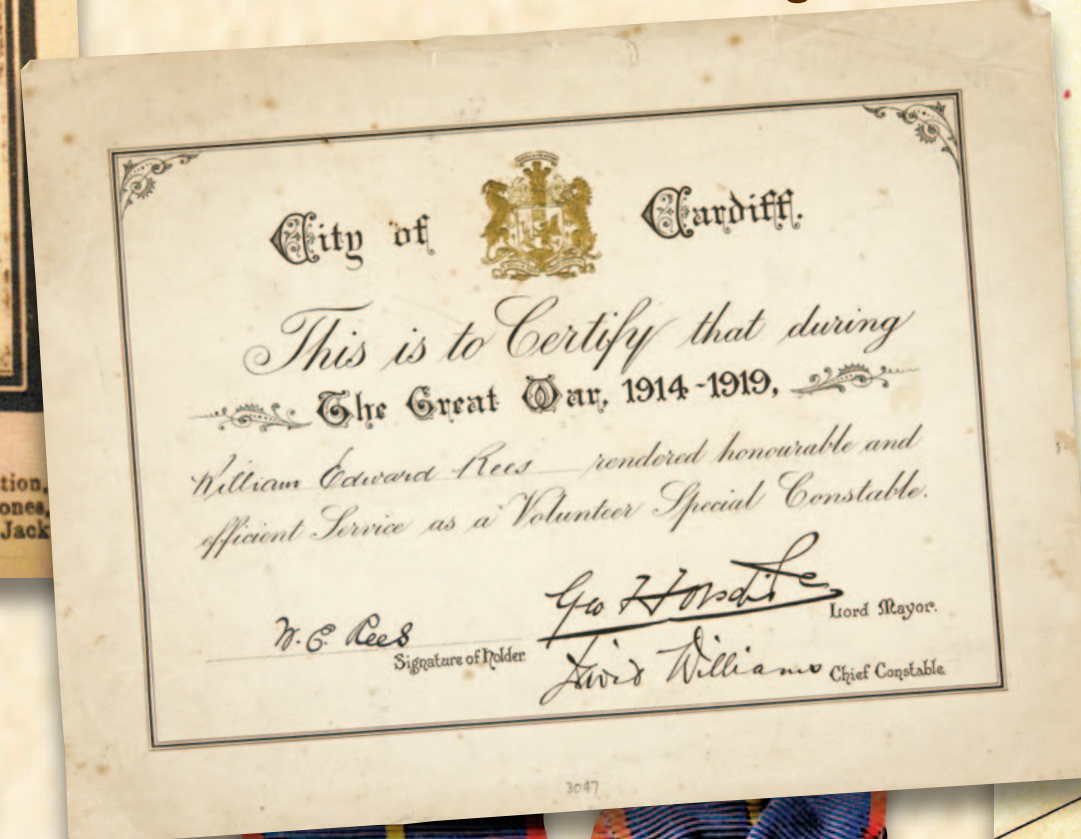 tion,
ones,
Jack
City of Cardiff.
This is to Certify that during
The Great War, 1914-1919,
William Edward Rees rendered honourable and
efficient Service as a Volunteer Special Constable.
Geo F Forsdike
Lord Mayor.
W. E. Rees
Signature of Holder
David Williams Chief Constable.
3047